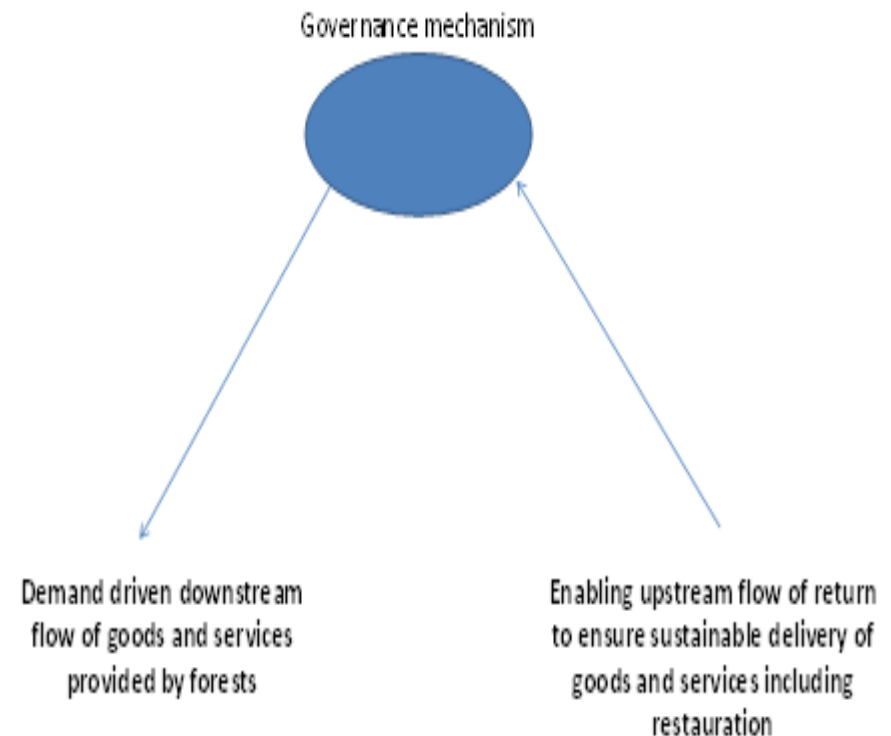 Governance mechanism
Demand driven downstream
flow of goods and services
provided by forests
Enabling upstream flow of return
to ensure sustainable delivery of
goods and services including
restauration